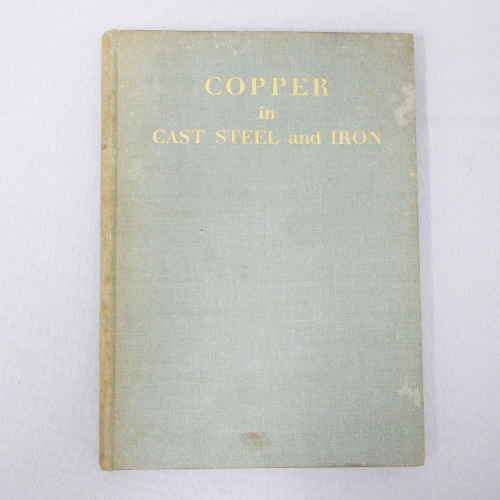 COPPER
in
CAST STEEL and IRON